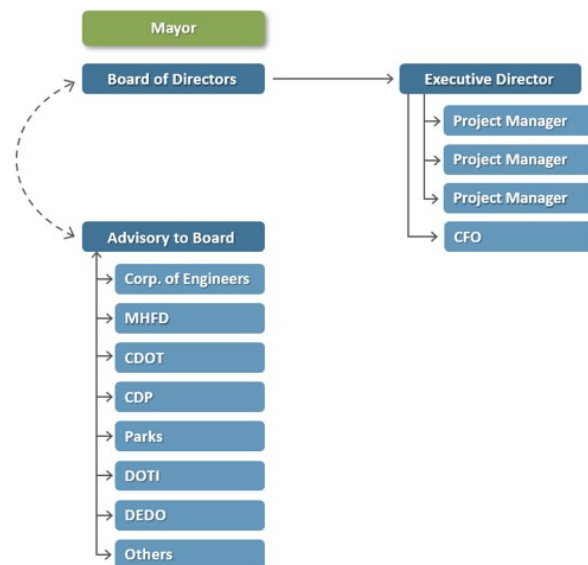 Mayor
Board of Directors
Executive Director
Project Manager
Project Manager
Project Manager
CFO
Advisory to Board
Corp. of Engineers
MHFD
CDOT
CDP
Parks
DOTI
DEDO
Others